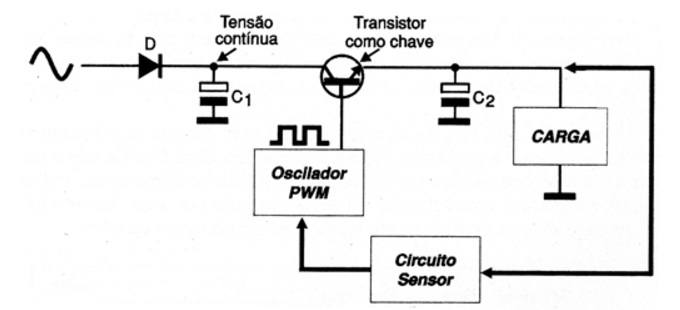 Tensão
contínua
Transistor
como chave
D
C1
C2
CARGA
Oscilador
PWM
Circuito
Sensor